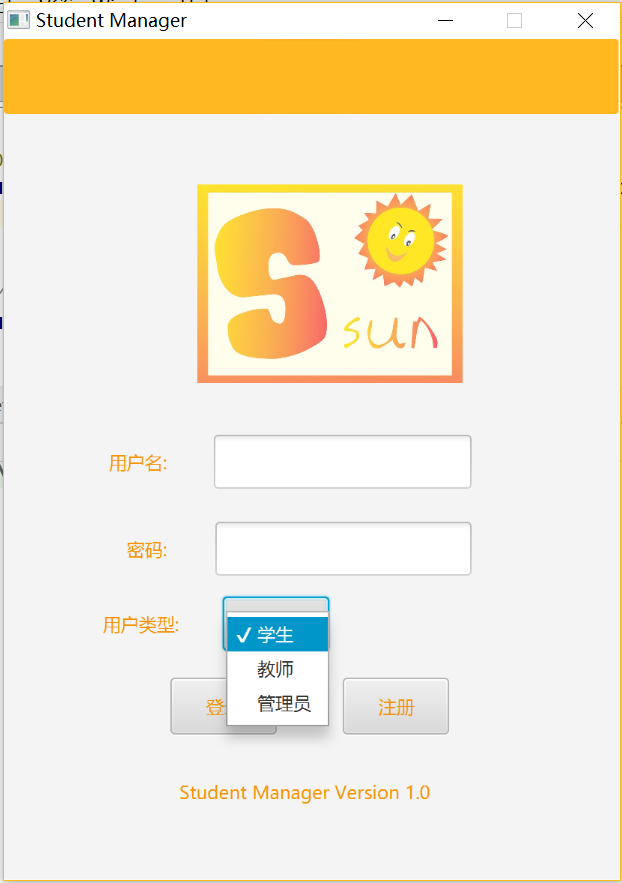 Student Manager
S
sun
用户名:
密码:
用户类型:
✓ 学生
教师
管理员
登
注册
Student Manager Version 1.0